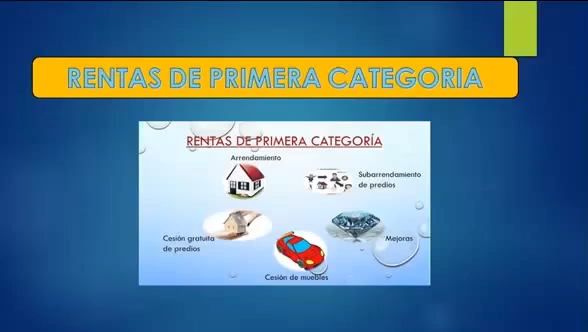 RENTAS DE PRIMERA CATEGORIA
RENTAS DE PRIMERA CATEGORÍA
Arrendamiento
Subarrendamiento
de predios
Cesión gratuita
de predios
Mejoras
Cesión de muebles